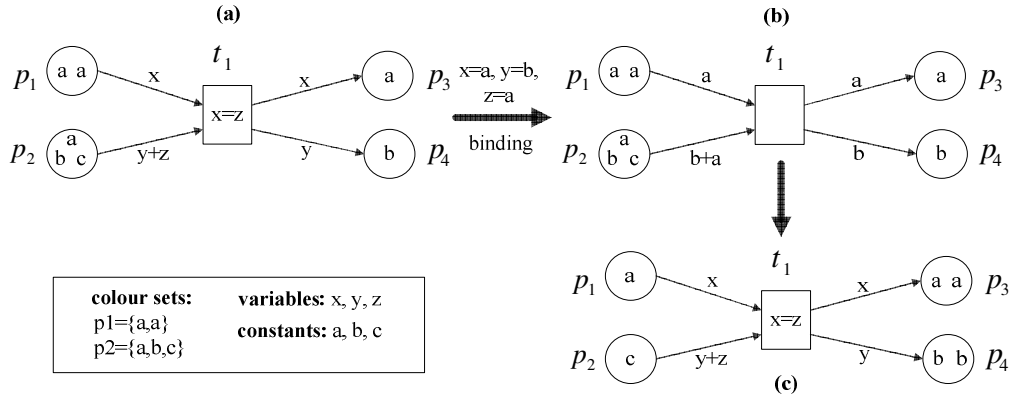 (a)
(b)
t1
t1
p1
a a
x
x
a
p3
x=a, y=b,
z=a
p1
a a
a
a
a
p3
x=z
p2
a
b c
y+z
y
b
p4
binding
p2
a
b c
b+a
b
b
p4
t1
p1
a
x
x
a a
p3
x=z
p2
c
y+z
y
b b
p4
(c)
colour sets:
p1={a,a}
p2={a,b,c}
variables: x, y, z
constants: a, b, c